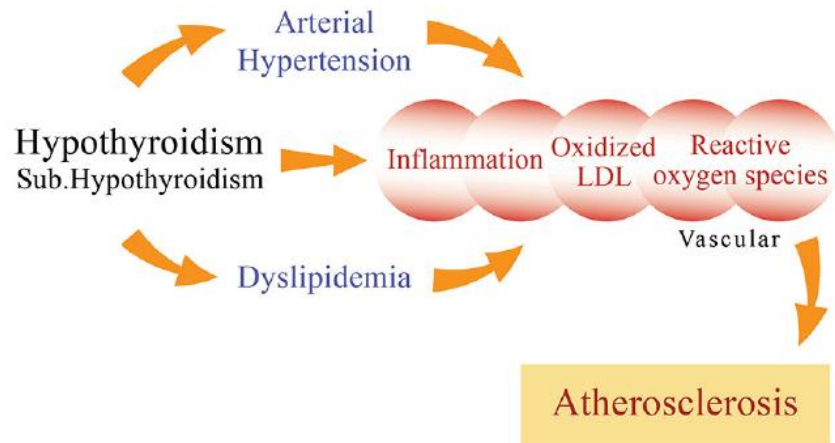 Arterial
Hypertension
Hypothyroidism
Sub.Hypothyroidism
Inflammation
Oxidized
LDL
Reactive
oxygen species
Vascular
Dyslipidemia
Atherosclerosis